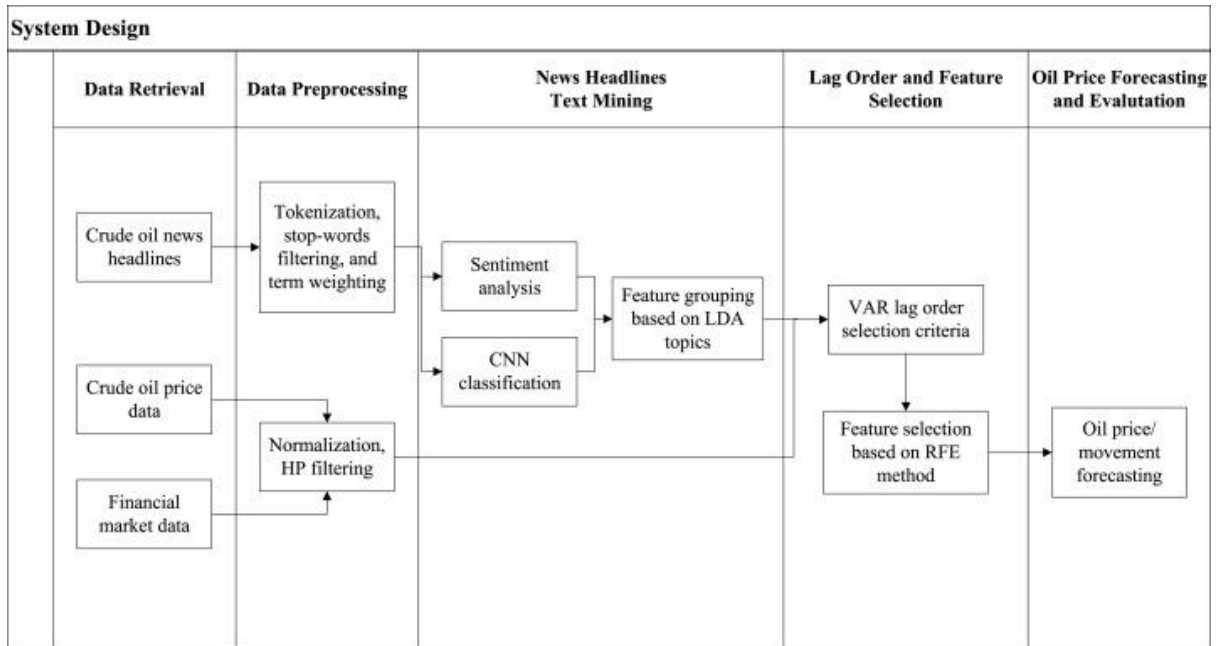 System Design
Data Retrieval
Data Preprocessing
News Headlines
Text Mining
Lag Order and Feature
Selection
Oil Price Forecasting
and Evalutation
Crude oil news
headlines
Tokenization,
stop-words
filtering, and
term weighting
Sentiment
analysis
CNN
classification
Feature grouping
based on LDA
topics
VAR lag order
selection criteria
Crude oil price
data
Normalization,
HP filtering
Financial
market data
Feature selection
based on RFE
method
Oil price/
movement
forecasting